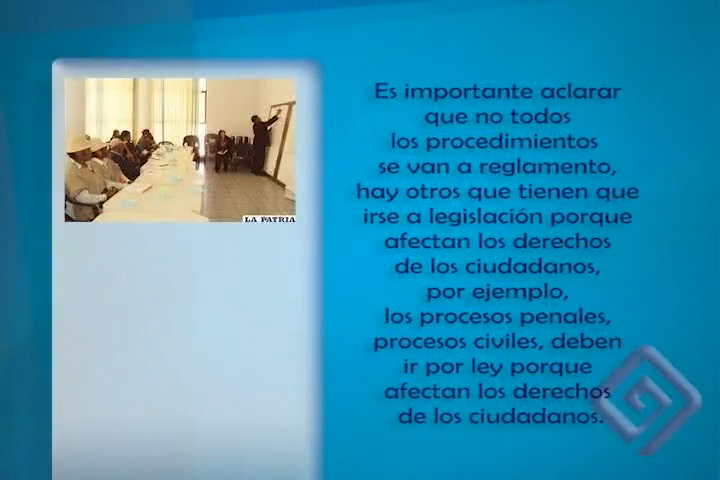 LA PATRIA
Es importante aclarar
que no todos
los procedimientos
se van a reglamento,
hay otros que tienen que
irse a legislación porque
afectan los derechos
de los ciudadanos,
por ejemplo,
los procesos penales,
procesos civiles, deben
ir por ley porque
afectan los derechos
de los ciudadanos.